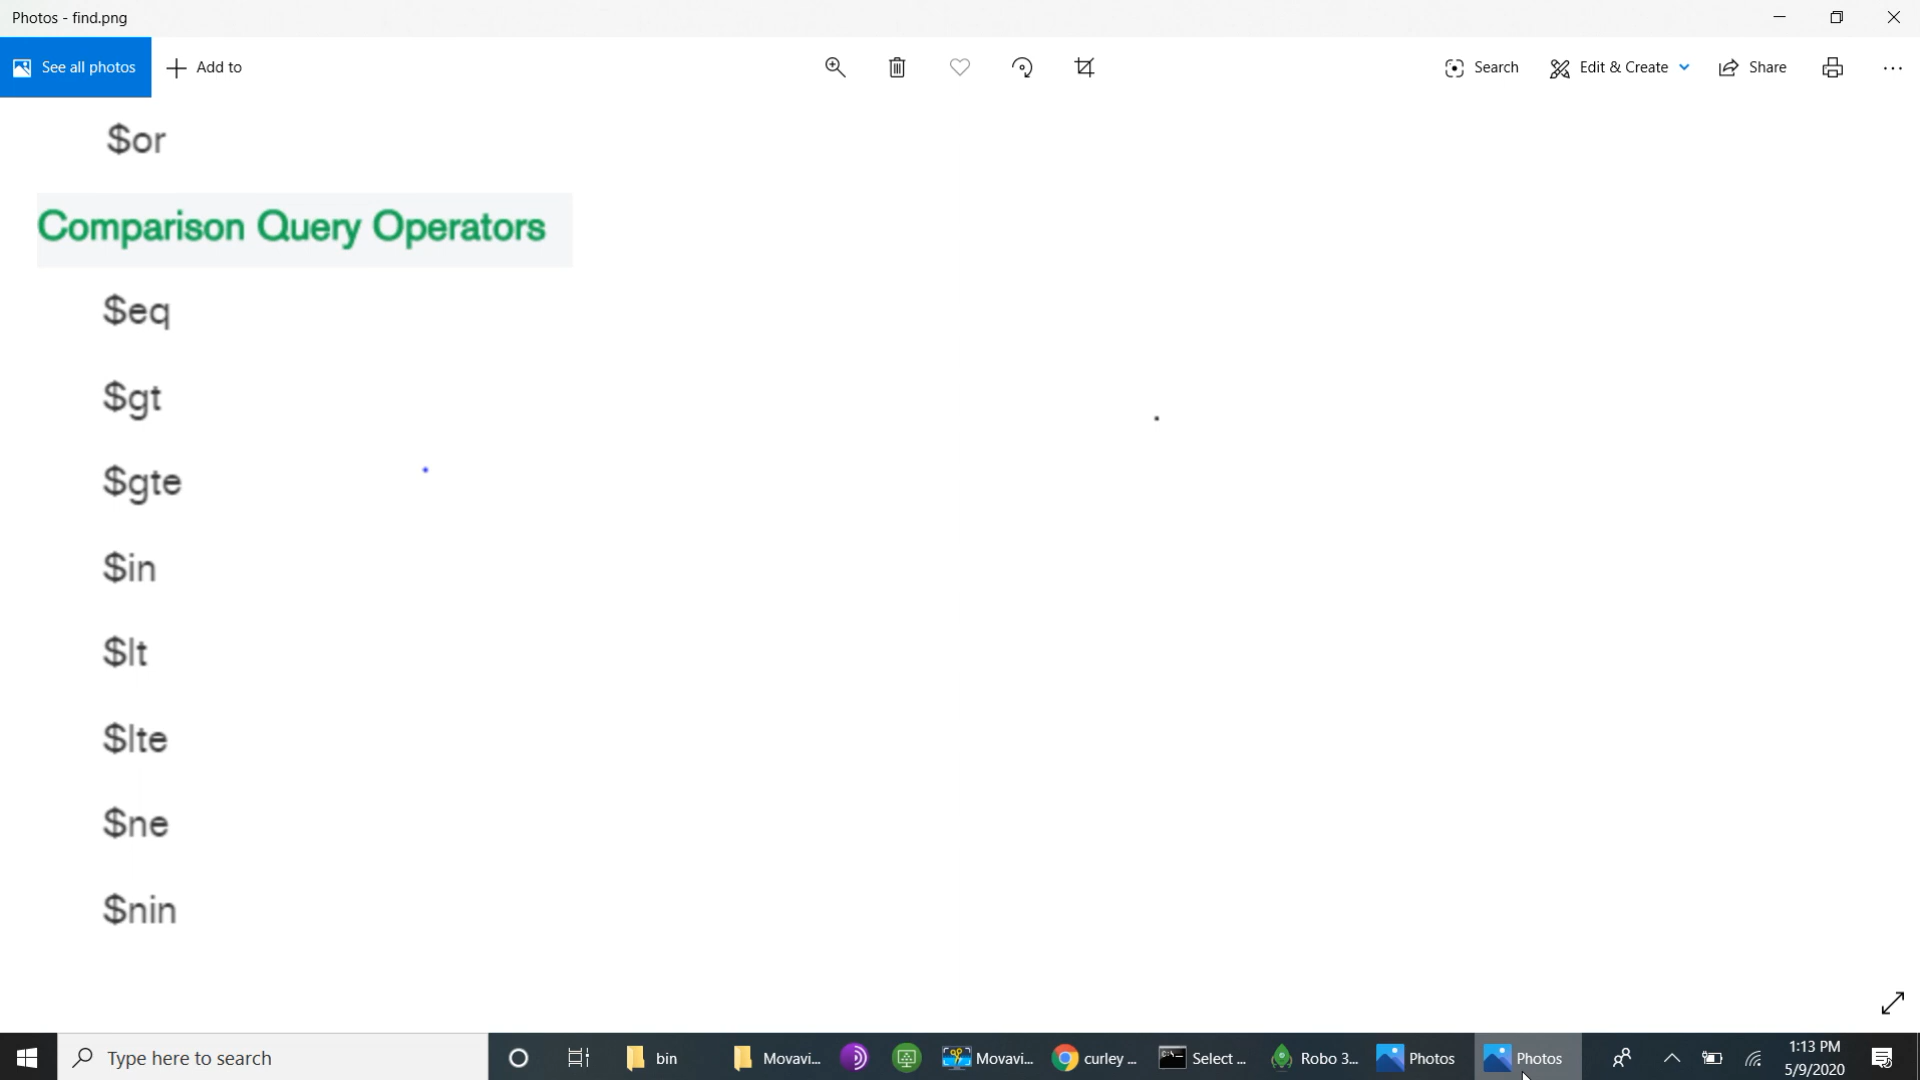 Photos - find.png
See all photos
Add to
Search
Edit & Create
Share
$or
Comparison Query Operators
$eq
$gt
$gte
$in
$lt
$lte
$ne
$nin
Type here to search
bin
Movavi...
Movavi...
curley ...
Select ...
Robo 3...
Photos
Photos
1:13 PM
5/9/2020